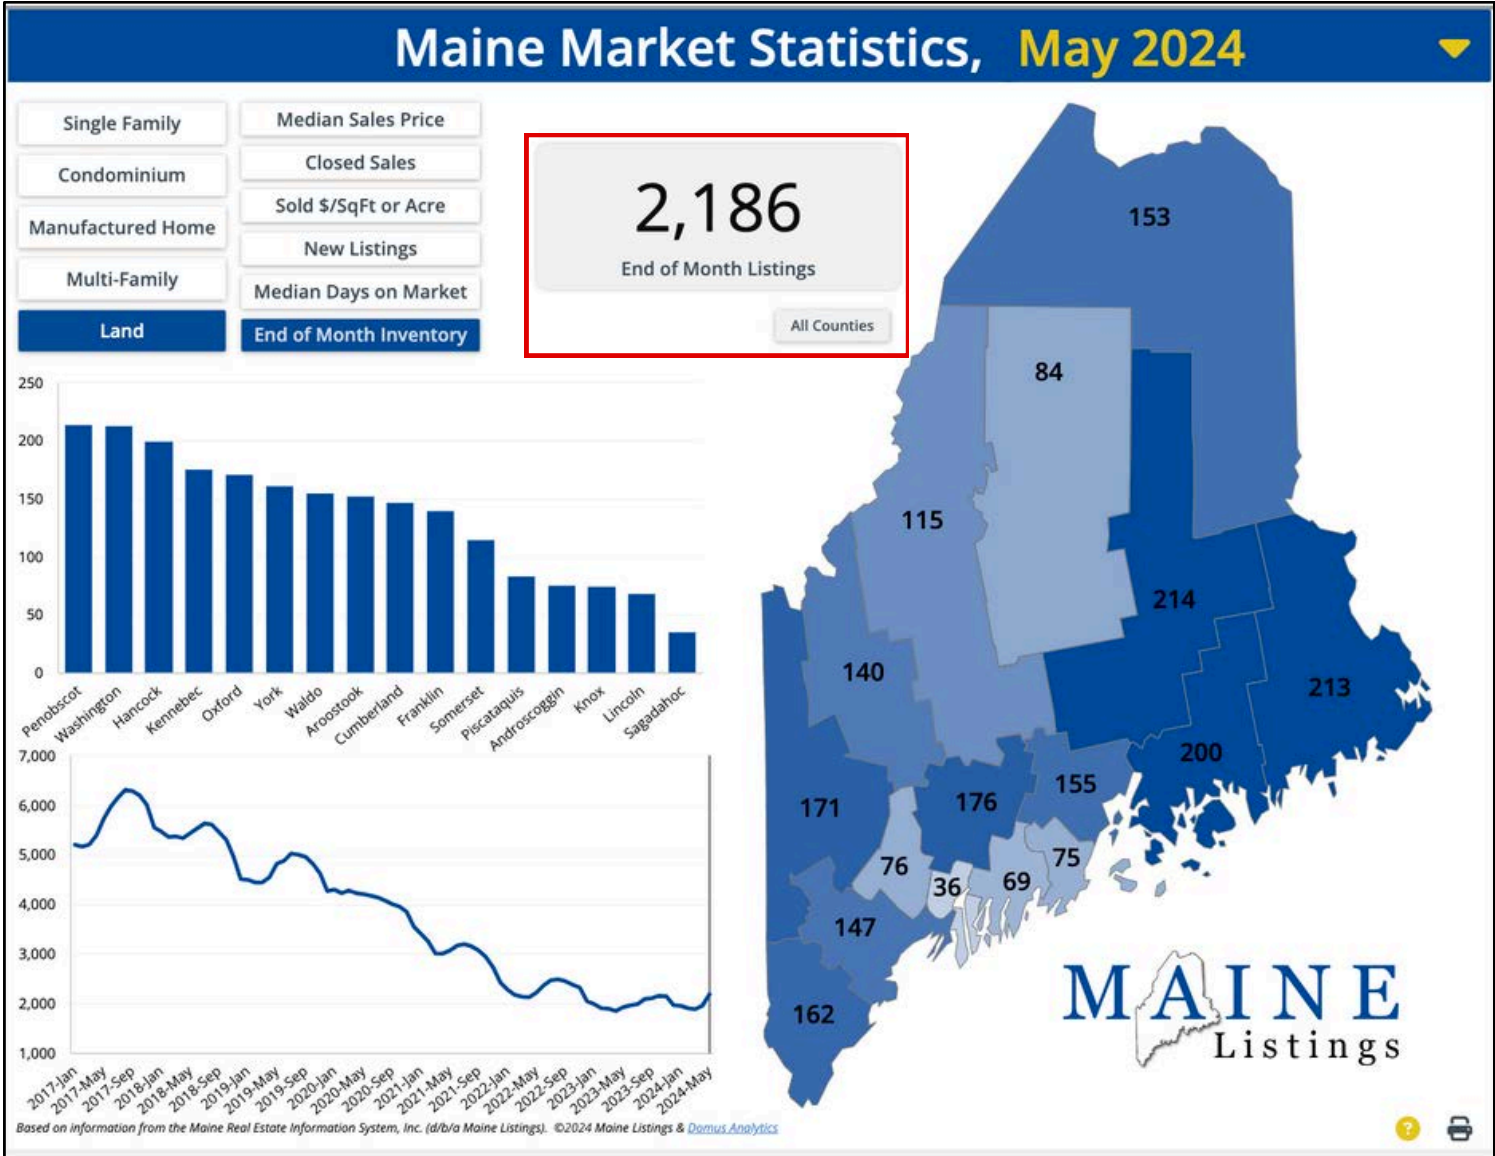 Maine Market Statistics, May 2024
Single Family
Condominium
Manufactured Home
Multi-Family
Land
Median Sales Price
Closed Sales
Sold $/SqFt or Acre
New Listings
Median Days on Market
End of Month Inventory
2,186
End of Month Listings
All Counties
250
200
150
100
50
0
Penobscot
Washington
Hancock
Kennebec
Oxford
York
Waldo
Aroostook
Cumberland
Franklin
Somerset
Piscataquis
Androscoggin
Knox
Lincoln
Sagadahoc
7,000
6,000
5,000
4,000
3,000
2,000
1,000
2017-Jan
2017-May
2017-Sep
2018-Jan
2018-May
2018-Sep
2019-Jan
2019-May
2019-Sep
2020-Jan
2020-May
2020-Sep
2021-Jan
2021-May
2021-Sep
2022-Jan
2022-May
2022-Sep
2023-Jan
2023-May
2023-Sep
2024-Jan
2024-May
153
84
115
214
140
213
200
155
176
171
76
75
69
36
147
162
MAINE
Listings
Based on information from the Maine Real Estate Information System, Inc. (d/b/a Maine Listings). ©2024 Maine Listings & Domus Analytics
?